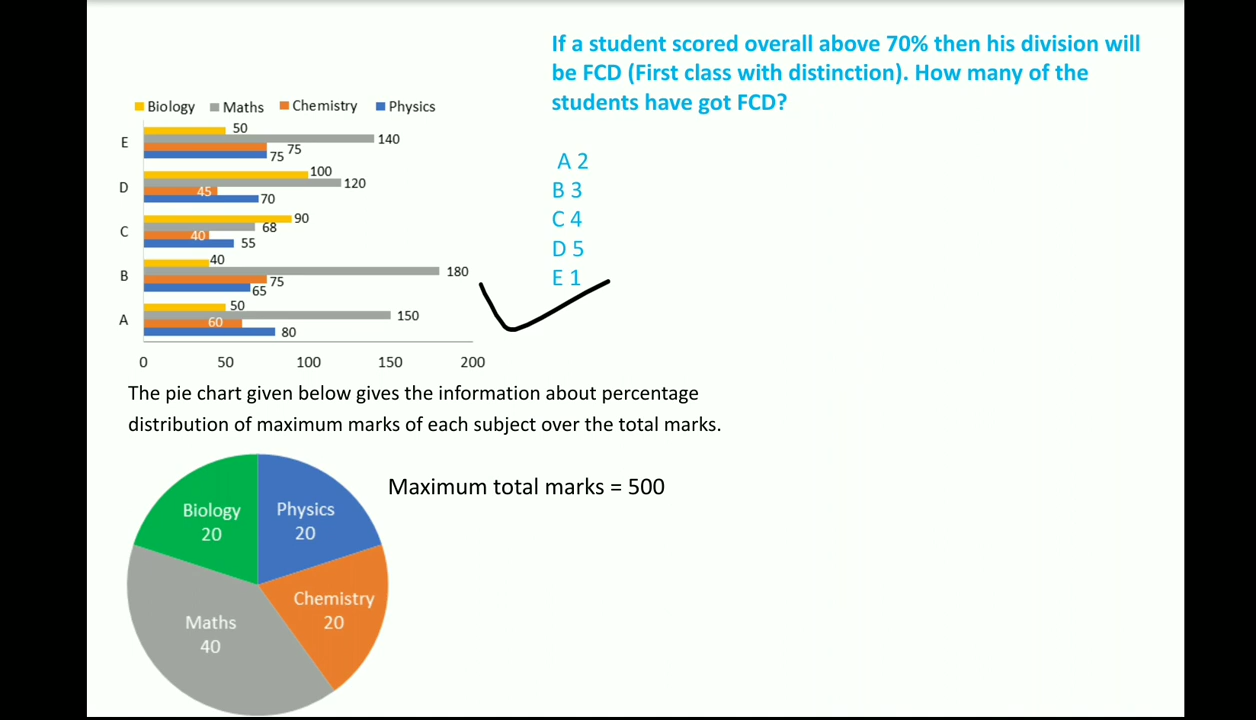 If a student scored overall above 70% then his division will
be FCD (First class with distinction). How many of the
students have got FCD?
Biology Maths Chemistry Physics
E 50 140 75 75
D 100 120 45 70
C 90 68 40 55
B 40 180 75 65
A 50 150 60 80
0 50 100 150 200
A 2
B 3
C 4
D 5
E 1
The pie chart given below gives the information about percentage
distribution of maximum marks of each subject over the total marks.
Maximum total marks = 500
Biology
20
Physics
20
Chemistry
20
Maths
40